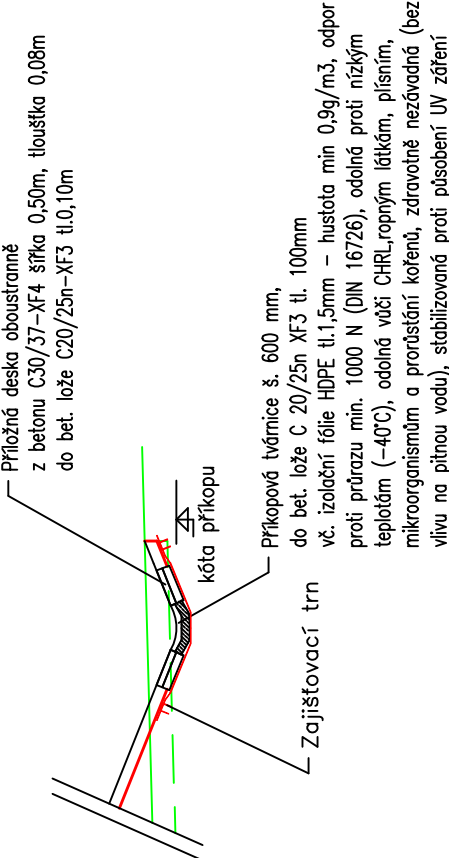 Příložná deska oboustranně
z betonu C30/37-XF4 šířka 0,50m, tloušťka 0,08m
do bet. lože C20/25n-XF3 tl.0,10m
kóta příkopu
Příkopová tvárnice š. 600 mm,
do bet. lože C 20/25n XF3 tl. 100mm
vč. izolační fólie HDPE tl.1,5mm - hustota min 0,9g/m3, odpor
proti průrazu min. 1000 N (DIN 16726), odolná proti nízkým
teplotám (-40°C), odolná vůči CHRL,ropným látkám, plísním,
mikroorganismům a prorůstání kořenů, zdravotně nezávadná (bez
vlivu na pitnou vodu), stabilizovaná proti působení UV záření
Zajišťovací trn